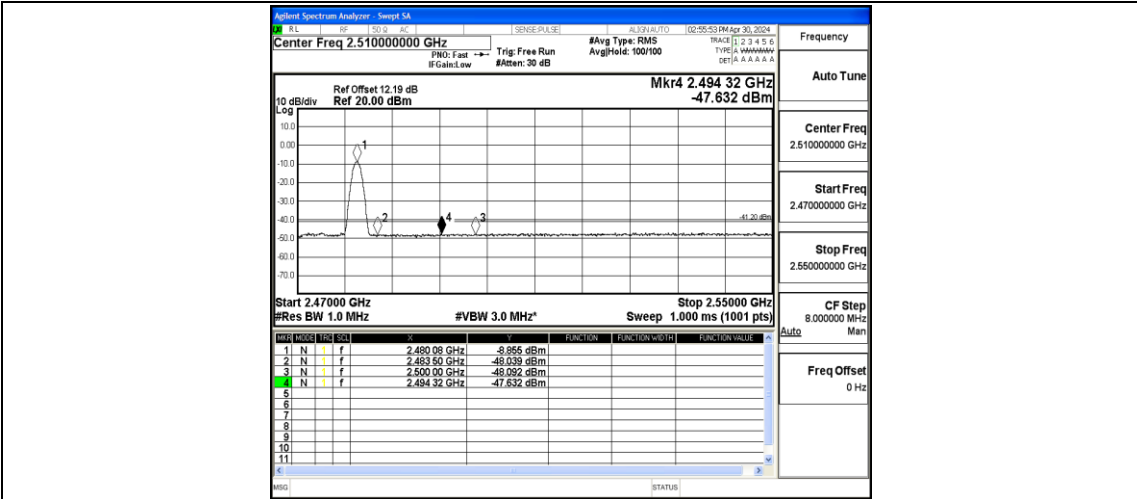 Agilent Spectrum Analyzer - Swept SA
RL RF 50 Ω AC SENSE:PULSE ALIGN AUTO 02:55:53 PM Apr 30, 2024
Center Freq 2.510000000 GHz
PNO: Fast
IFGain:Low
Trig: Free Run
#Atten: 30 dB
#Avg Type: RMS
Avg|Hold: 100/100
TRACE 1 2 3 4 5 6
TYPE A WWWWW
DET A A A A A A
Mkr4 2.494 32 GHz
-47.632 dBm
Ref Offset 12.19 dB
10 dB/div Ref 20.00 dBm
Log
10.0
0.00
-10.0
-20.0
-30.0
-40.0
-50.0
-60.0
-70.0
1
2
4
3
-41.20 dBm
Start 2.47000 GHz Stop 2.55000 GHz
#Res BW 1.0 MHz #VBW 3.0 MHz* Sweep 1.000 ms (1001 pts)
MKR MODE TRC SCL X Y FUNCTION FUNCTION WIDTH FUNCTION VALUE
1 N 1 f 2.480 08 GHz -8.855 dBm
2 N 1 f 2.483 50 GHz -48.039 dBm
3 N 1 f 2.500 00 GHz -48.092 dBm
4 N 1 f 2.494 32 GHz -47.632 dBm
5
6
7
8
9
10
11
MSG STATUS
Frequency
Auto Tune
Center Freq
2.510000000 GHz
Start Freq
2.470000000 GHz
Stop Freq
2.550000000 GHz
CF Step
8.000000 MHz
Auto Man
Freq Offset
0 Hz